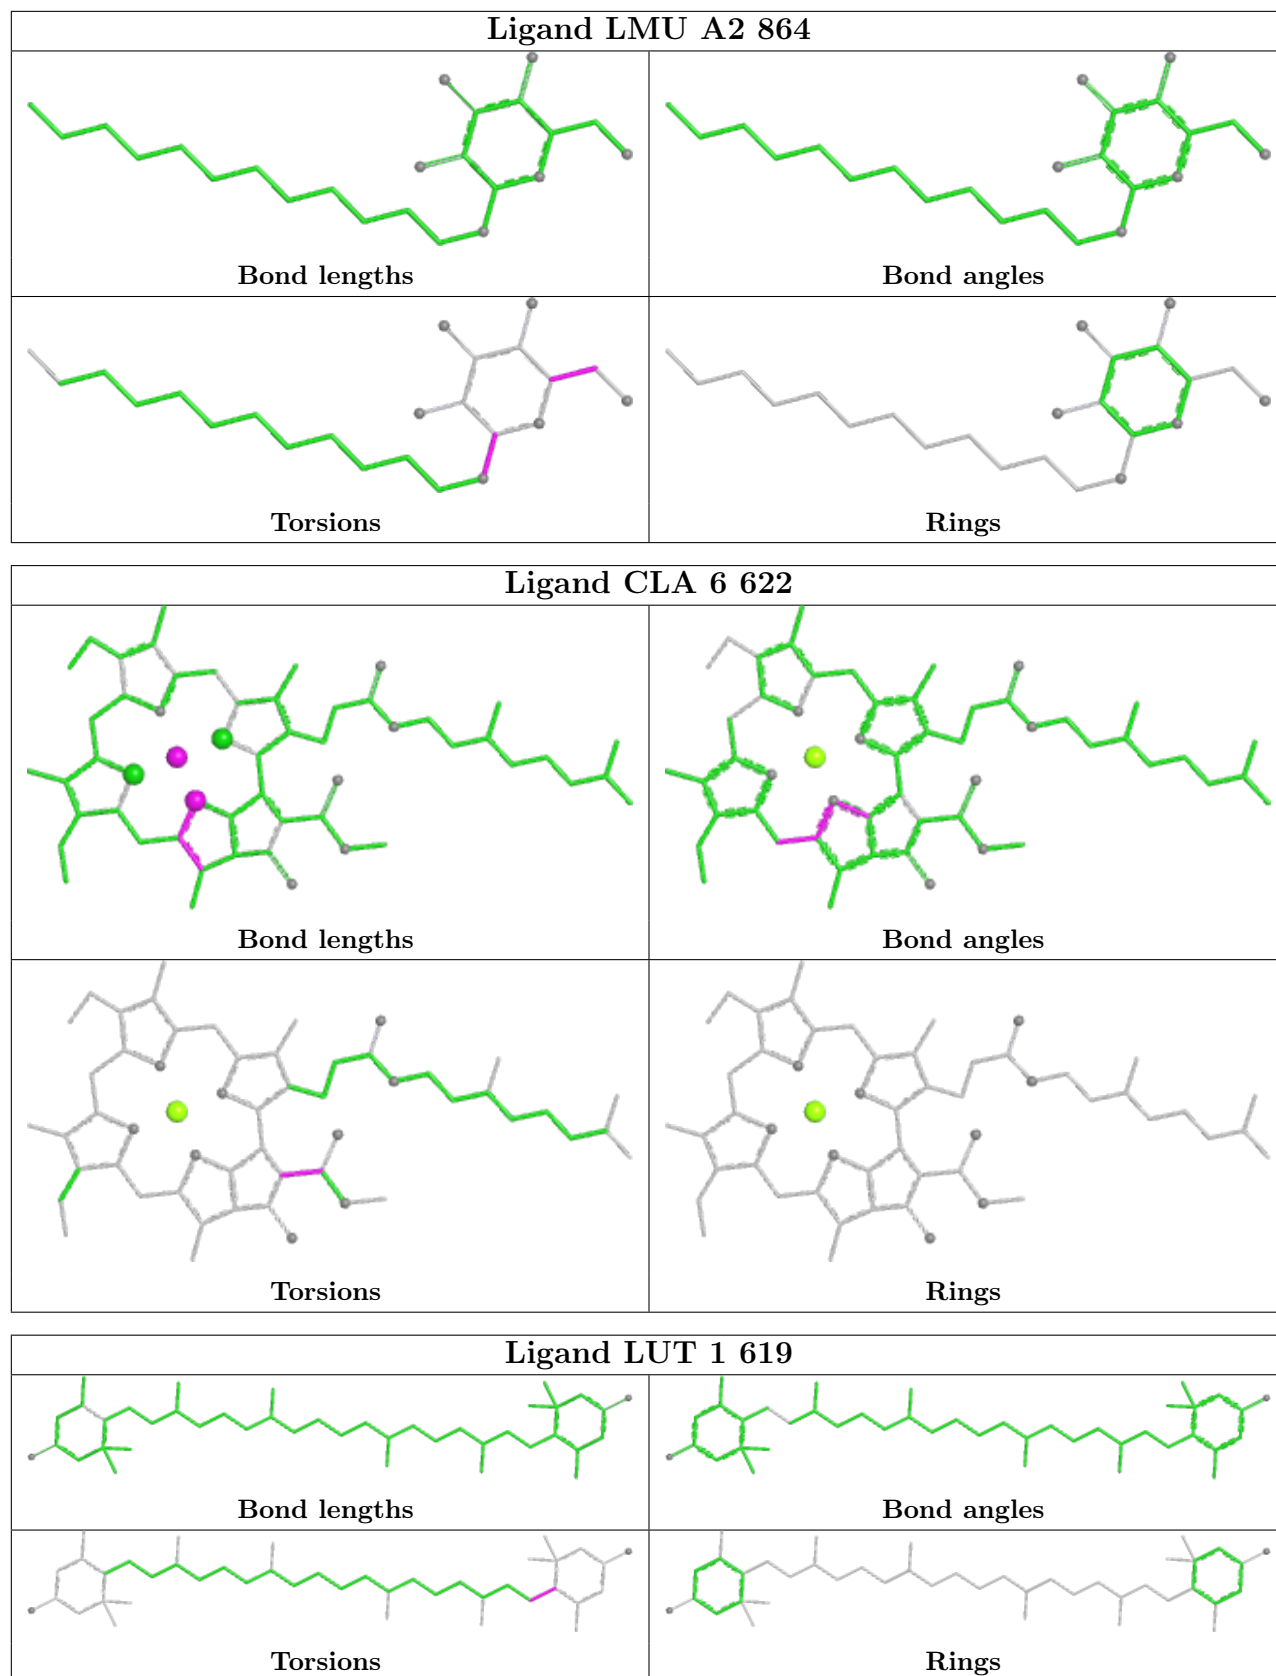 Ligand LMU A2 864
Bond lengths
Bond angles
Torsions
Rings
Ligand CLA 6 622
Bond lengths
Bond angles
Torsions
Rings
Ligand LUT 1 619
Bond lengths
Bond angles
Torsions
Rings